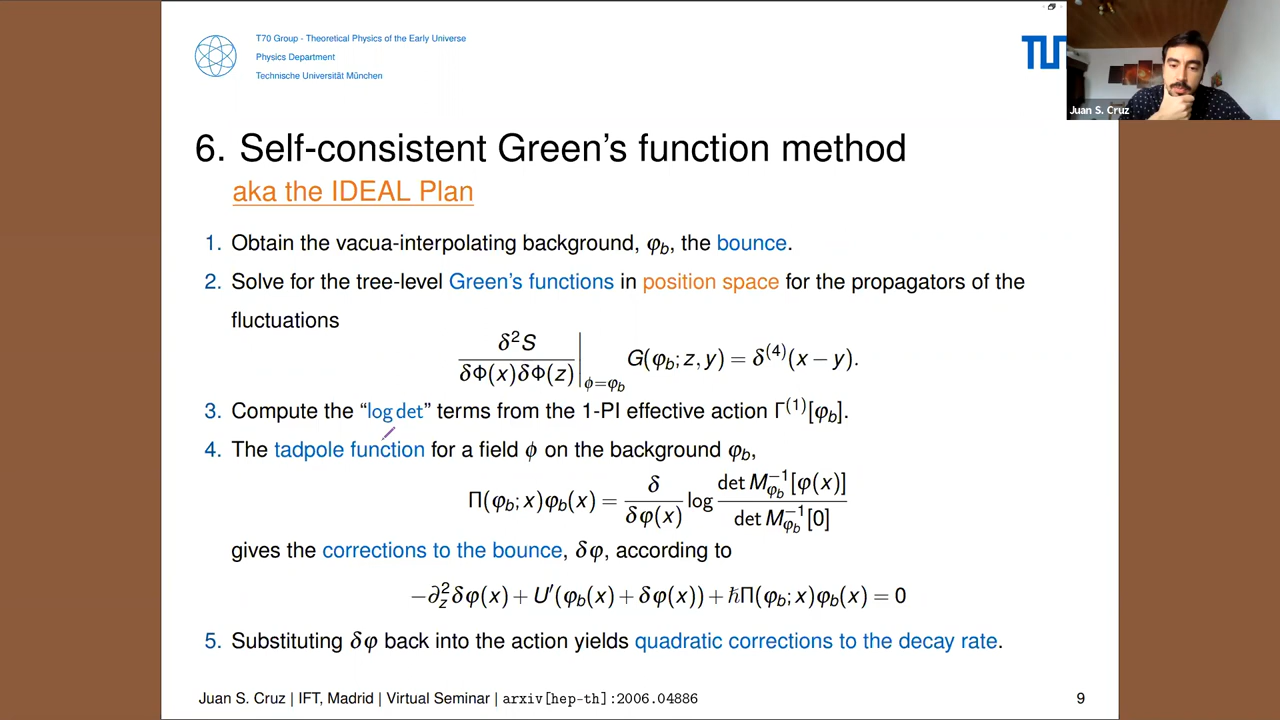 T70 Group - Theoretical Physics of the Early Universe
Physics Department
Technische Universität München
TU
Juan S. Cruz
6. Self-consistent Green's function method
aka the IDEAL Plan
1. Obtain the vacua-interpolating background, φ_b, the bounce.
2. Solve for the tree-level Green's functions in position space for the propagators of the
fluctuations
δ²S / δΦ(x)δΦ(z) |_{ϕ=φ_b} G(φ_b; z, y) = δ^{(4)}(x − y).
3. Compute the “log det” terms from the 1-PI effective action Γ^{(1)}[φ_b].
4. The tadpole function for a field ϕ on the background φ_b,
Π(φ_b; x)φ_b(x) = δ/δφ(x) log det M^{-1}_{φ_b}[φ(x)] / det M^{-1}_{φ_b}[0]
gives the corrections to the bounce, δφ, according to
−∂²_z δφ(x) + U′(φ_b(x) + δφ(x)) + ℏΠ(φ_b; x)φ_b(x) = 0
5. Substituting δφ back into the action yields quadratic corrections to the decay rate.
Juan S. Cruz | IFT, Madrid | Virtual Seminar | arxiv[hep-th]:2006.04886
9